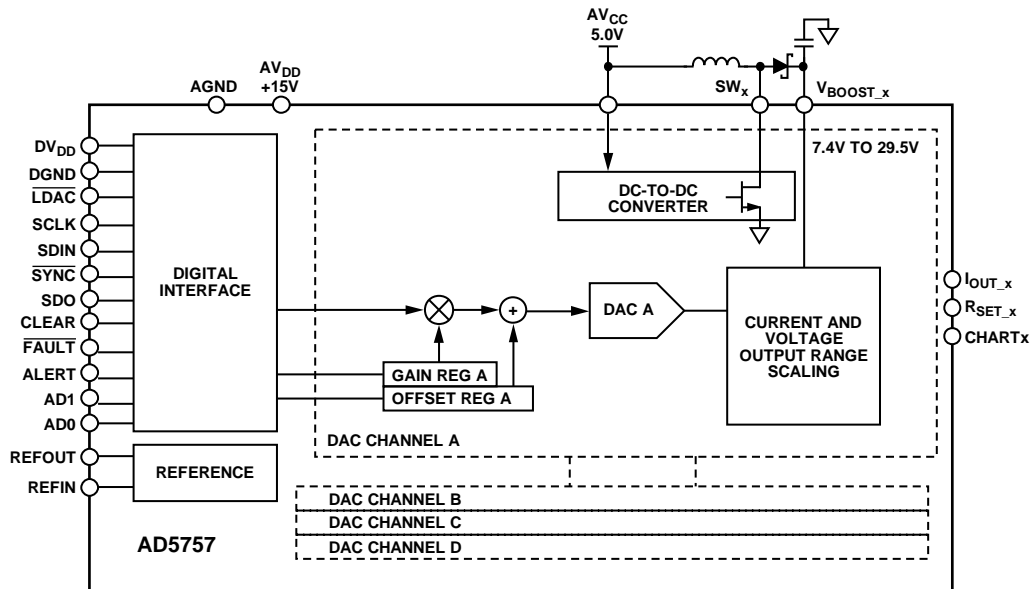 AVCC
5.0V
AVDD
+15V
AGND
SWx
VBOOST_x
7.4V TO 29.5V
DVDD
DGND
LDAC
SCLK
SDIN
SYNC
SDO
CLEAR
FAULT
ALERT
AD1
AD0
REFOUT
REFIN
DIGITAL
INTERFACE
REFERENCE
DC-TO-DC
CONVERTER
+
DAC A
GAIN REG A
OFFSET REG A
CURRENT AND
VOLTAGE
OUTPUT RANGE
SCALING
IOUT_x
RSET_x
CHARTx
DAC CHANNEL A
DAC CHANNEL B
DAC CHANNEL C
DAC CHANNEL D
AD5757